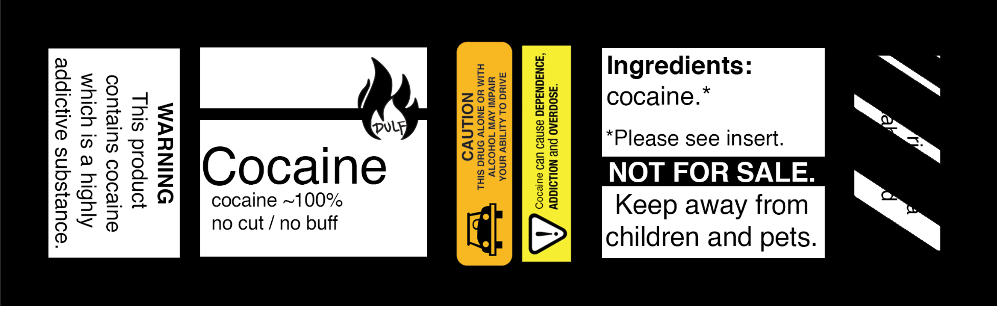 WARNING
This product
contains cocaine
which is a highly
addictive substance.
DULF
Cocaine
cocaine ~100%
no cut / no buff
CAUTION
THIS DRUG ALONE OR WITH
ALCOHOL MAY IMPAIR
YOUR ABILITY TO DRIVE
Cocaine can cause DEPENDENCE,
ADDICTION and OVERDOSE.
Ingredients:
cocaine.*
*Please see insert.
NOT FOR SALE.
Keep away from
children and pets.